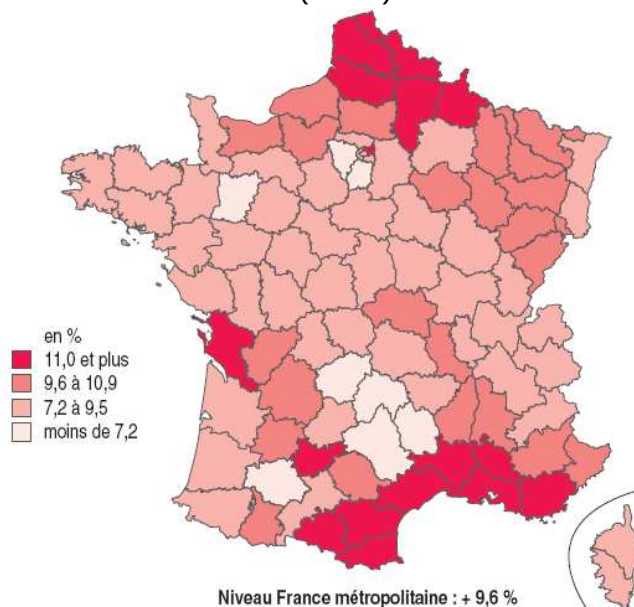 en %
11,0 et plus
9,6 à 10,9
7,2 à 9,5
moins de 7,2
Niveau France métropolitaine : + 9,6 %